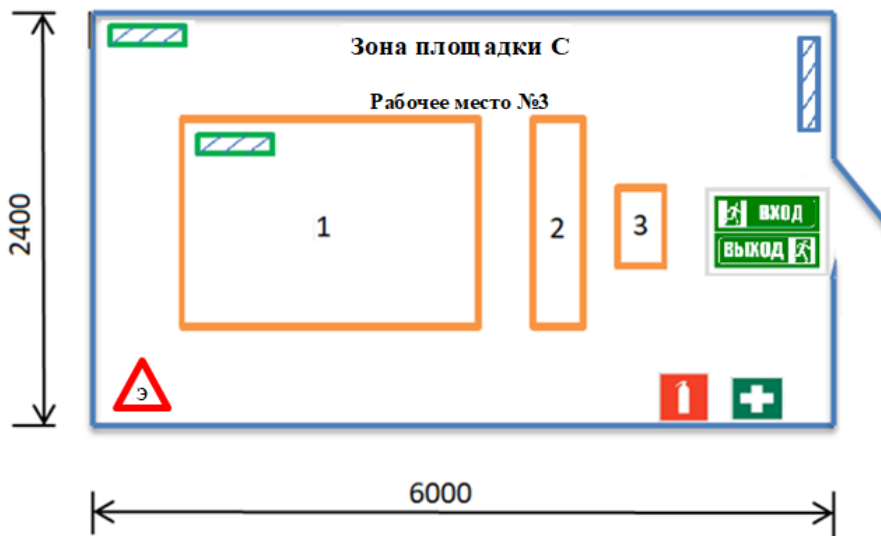 Зона площадки С
Рабочее место №3
1
2
3
ВХОД
ВЫХОД
2400
Э
6000